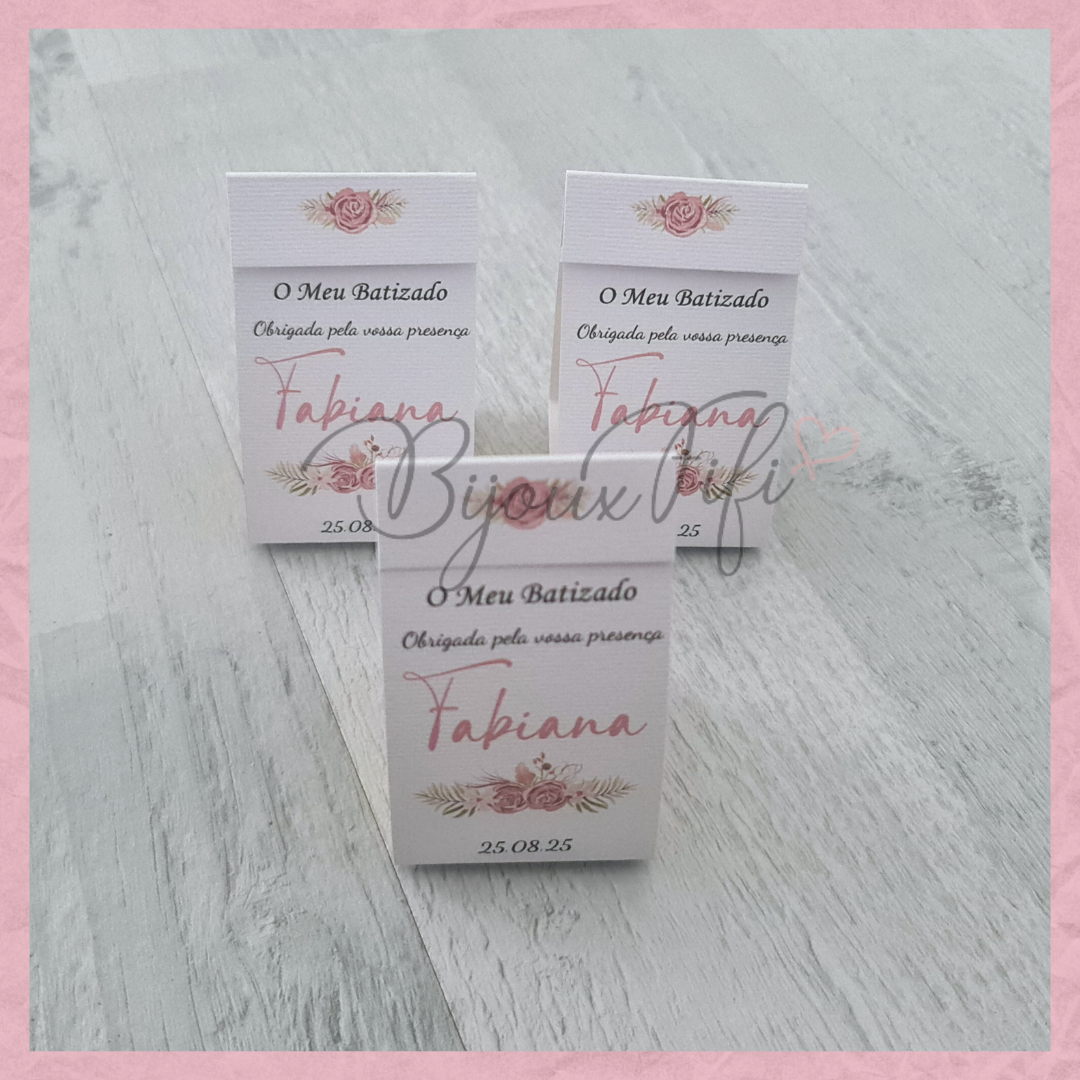 O Meu Batizado
Obrigada pela vossa presença
Fabiana
25.08.
O Meu Batizado
Obrigada pela vossa presença
Fabiana
25
Bijoux Fifi
O Meu Batizado
Obrigada pela vossa presença
Fabiana
25.08.25